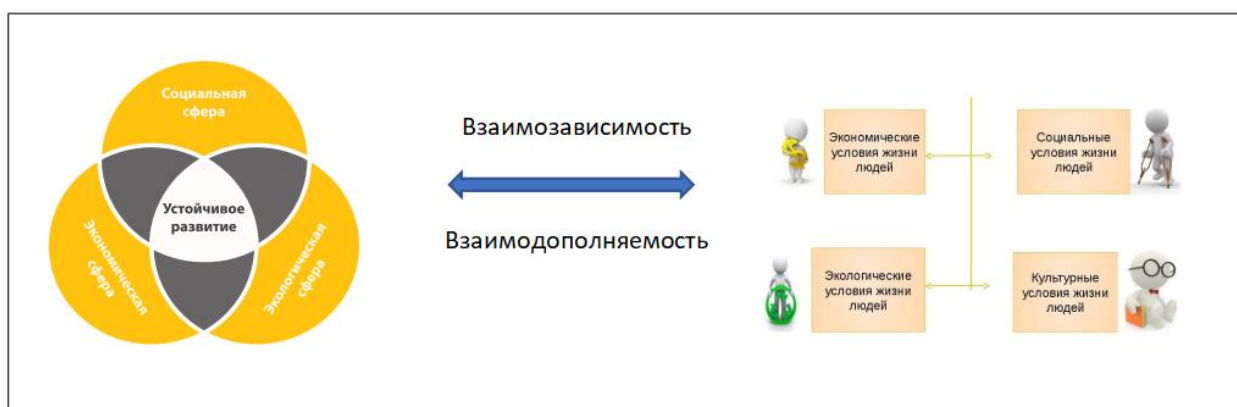 Социальная
сфера
Устойчивое
развитие
Экономическая
сфера
Экологическая
сфера
Взаимозависимость
Взаимодополняемость
Экономические
условия жизни
людей
Социальные
условия жизни
людей
Экологические
условия жизни
людей
Культурные
условия жизни
людей